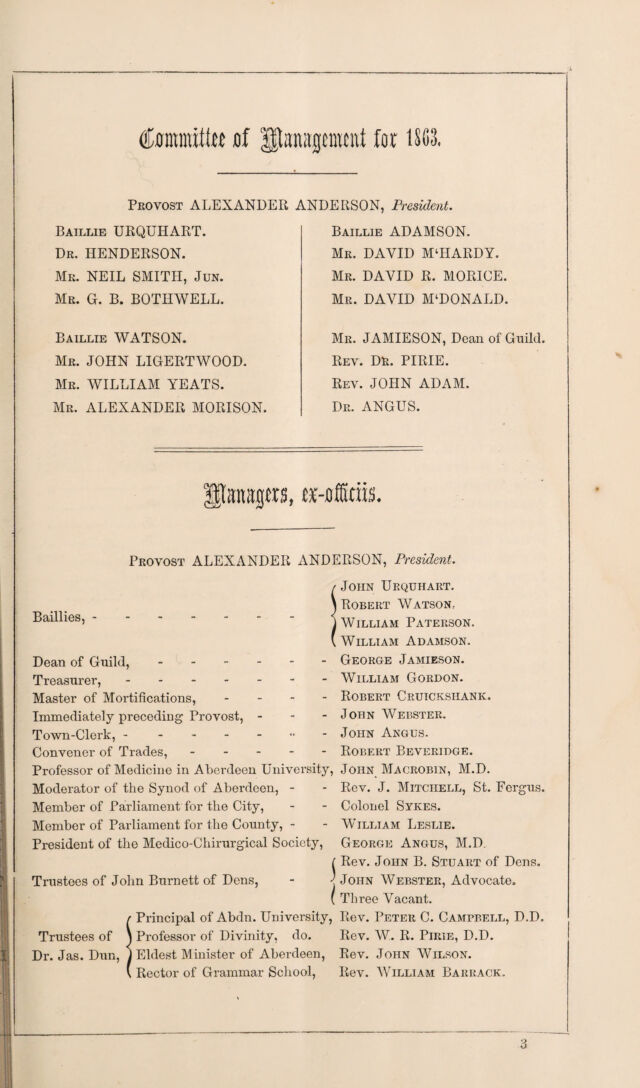 Committee of Management for 1863.
Provost ALEXANDER ANDERSON, President.
Baillie URQUHART.
Dr. HENDERSON.
Mr. NEIL SMITH, Jun.
Mr. G. B. BOTHWELL.
Baillie WATSON.
Mr. JOHN LIGERTWOOD.
Mr. WILLIAM YEATS.
Mr. ALEXANDER MORISON.
Baillie ADAMSON.
Mr. DAVID M‘HARDY.
Mr. DAVID R. MORICE.
Mr. DAVID M‘DONALD.
Mr. JAMIESON, Dean of Guild.
Rev. Dr. PIRIE.
Rev. JOHN ADAM.
Dr. ANGUS.
Managers, ex-officiis.
Provost ALEXANDER ANDERSON, President.
Baillies, - - - - - - -
John Urquhart.
Robert Watson.
William Paterson.
William Adamson.
Dean of Guild, - - - - - - George Jamieson.
Treasurer, - - - - - - - William Gordon.
Master of Mortifications, - - - - Robert Cruickshank.
Immediately preceding Provost, - - - John Webster.
Town-Clerk, - - - - - - - John Angus.
Convener of Trades, - - - - - Robert Beveridge.
Professor of Medicine in Aberdeen University, John Macrobin, M.D.
Moderator of the Synod of Aberdeen, - - Rev. J. Mitchell, St. Fergus.
Member of Parliament for the City, - - Colonel Sykes.
Member of Parliament for the County, - - William Leslie.
President of the Medico-Chirurgical Society, George Angus, M.D.
Trustees of John Burnett of Dens, -
Rev. John B. Stuart of Dens.
John Webster, Advocate.
Three Vacant.
Trustees of
Dr. Jas. Dun,
Principal of Abdn. University, Rev. Peter C. Campbell, D.D.
Professor of Divinity, do. Rev. W. R. Pirie, D.D.
Eldest Minister of Aberdeen, Rev. John Wilson.
Rector of Grammar School, Rev. William Barrack.
3